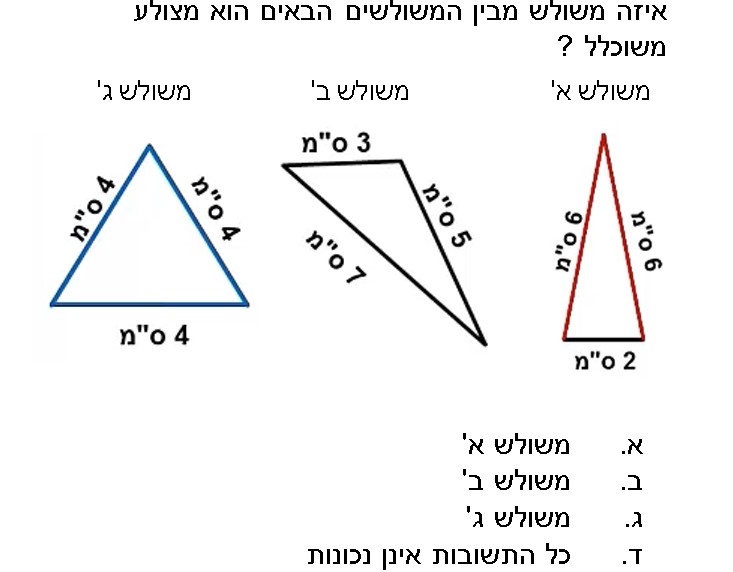 איזה משולש מבין המשולשים הבאים הוא מצולע
משוכלל ?
משולש א'
משולש ב'
משולש ג'
6 ס"מ
6 ס"מ
2 ס"מ
3 ס"מ
5 ס"מ
7 ס"מ
4 ס"מ
4 ס"מ
4 ס"מ
א. משולש א'
ב. משולש ב'
ג. משולש ג'
ד. כל התשובות אינן נכונות